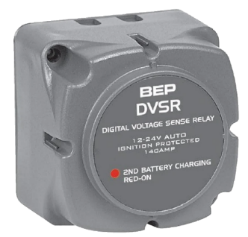 BEP
DVSR
DIGITAL VOLTAGE SENSE RELAY
12-24V AUTO
IGNITION PROTECTED
140AMP
2ND BATTERY CHARGING
RED-ON